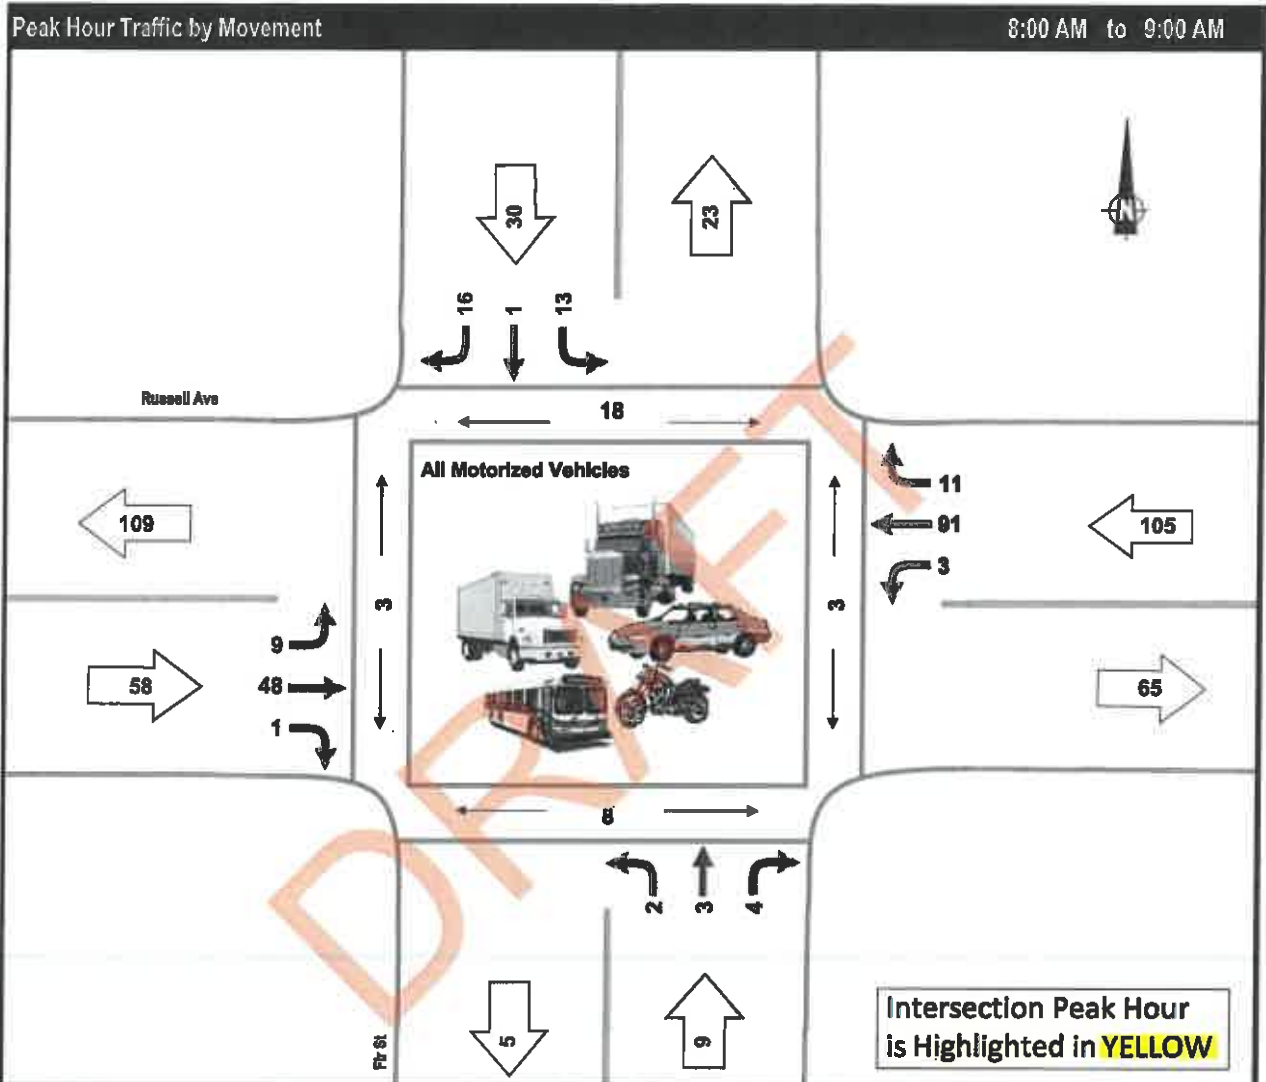 Peak Hour Traffic by Movement 8:00 AM to 9:00 AM
30
23
16 1 13
Russell Ave
18
N
All Motorized Vehicles
109
11
91
3
105
3
3
9
48
1
58
65
DRAFT
2 3 4
5
9
Fir St
Intersection Peak Hour
is Highlighted in YELLOW